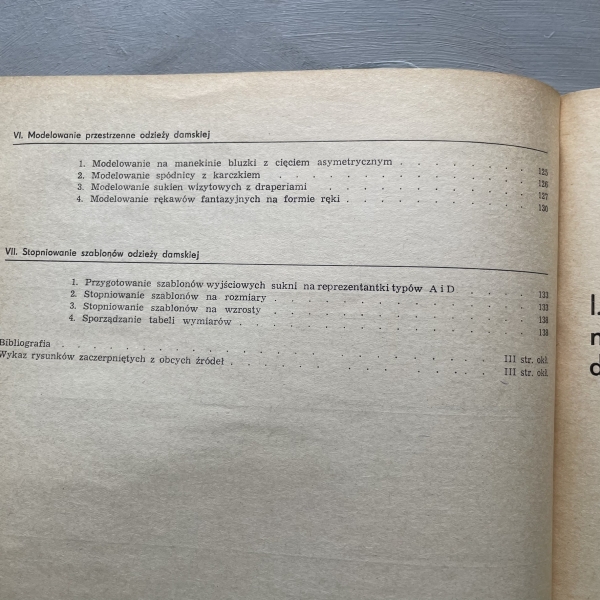 VI. Modelowanie przestrzenne odzieży damskiej
1. Modelowanie na manekinie bluzki z cięciem asymetrycznym . . . . . . . 125
2. Modelowanie spódnicy z karczkiem . . . . . . . . . . . 126
3. Modelowanie sukien wizytowych z draperiami . . . . . . . . . 127
4. Modelowanie rękawów fantazyjnych na formie ręki . . . . . . . . 130
VII. Stopniowanie szablonów odzieży damskiej
1. Przygotowanie szablonów wyjściowych sukni na reprezentantki typów A i D . . . . 133
2. Stopniowanie szablonów na rozmiary . . . . . . . . . . . 133
3. Stopniowanie szablonów na wzrosty . . . . . . . . . . . 138
4. Sporządzanie tabeli wymiarów . . . . . . . . . . . . 138
Bibliografia . . . . . . . . . . . . . III str. okł.
Wykaz rysunków zaczerpniętych z obcych źródeł . . . . . . . . III str. okł.
I.